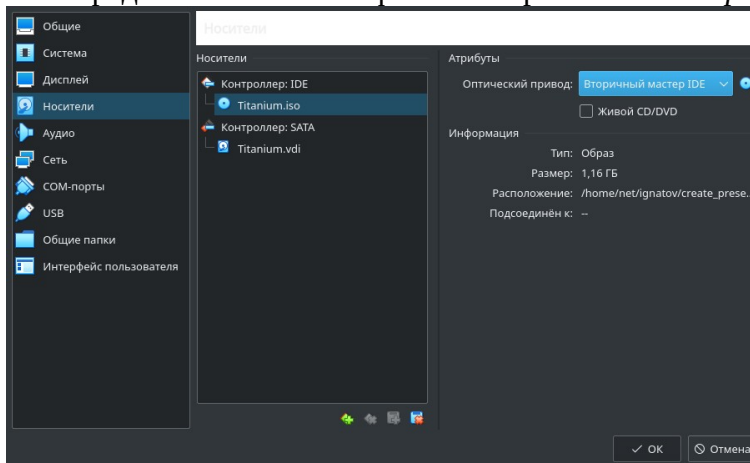 Общие
Система
Дисплей
Носители
Аудио
Сеть
COM-порты
USB
Общие папки
Интерфейс пользователя
Носители
Носители
Контроллер: IDE
Titanium.iso
Контроллер: SATA
Titanium.vdi
Атрибуты
Оптический привод: Вторичный мастер IDE
Живой CD/DVD
Информация
Тип: Образ
Размер: 1,16 ГБ
Расположение: /home/net/ignatov/create_prese...
Подсоединён к: --
ОК
Отмена